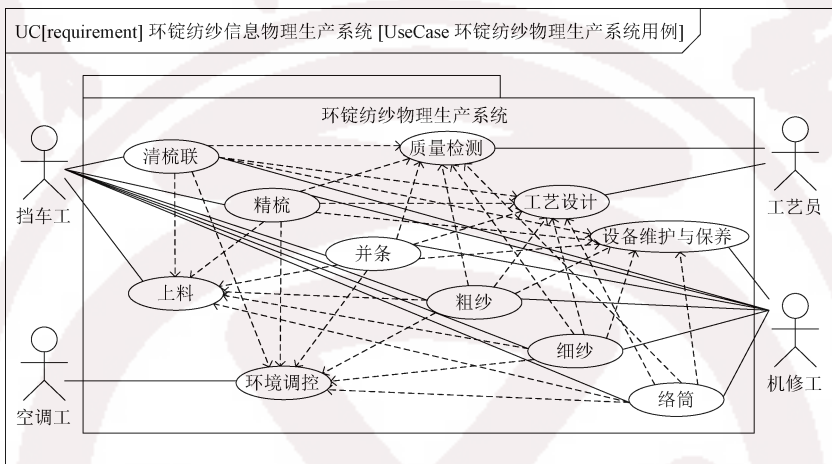 UC[requirement] 环锭纺纱信息物理生产系统 [UseCase 环锭纺纱物理生产系统用例]
环锭纺纱物理生产系统
清梳联
质量检测
挡车工
精梳
工艺设计
工艺员
并条
设备维护与保养
上料
粗纱
细纱
环境调控
机修工
络筒
空调工